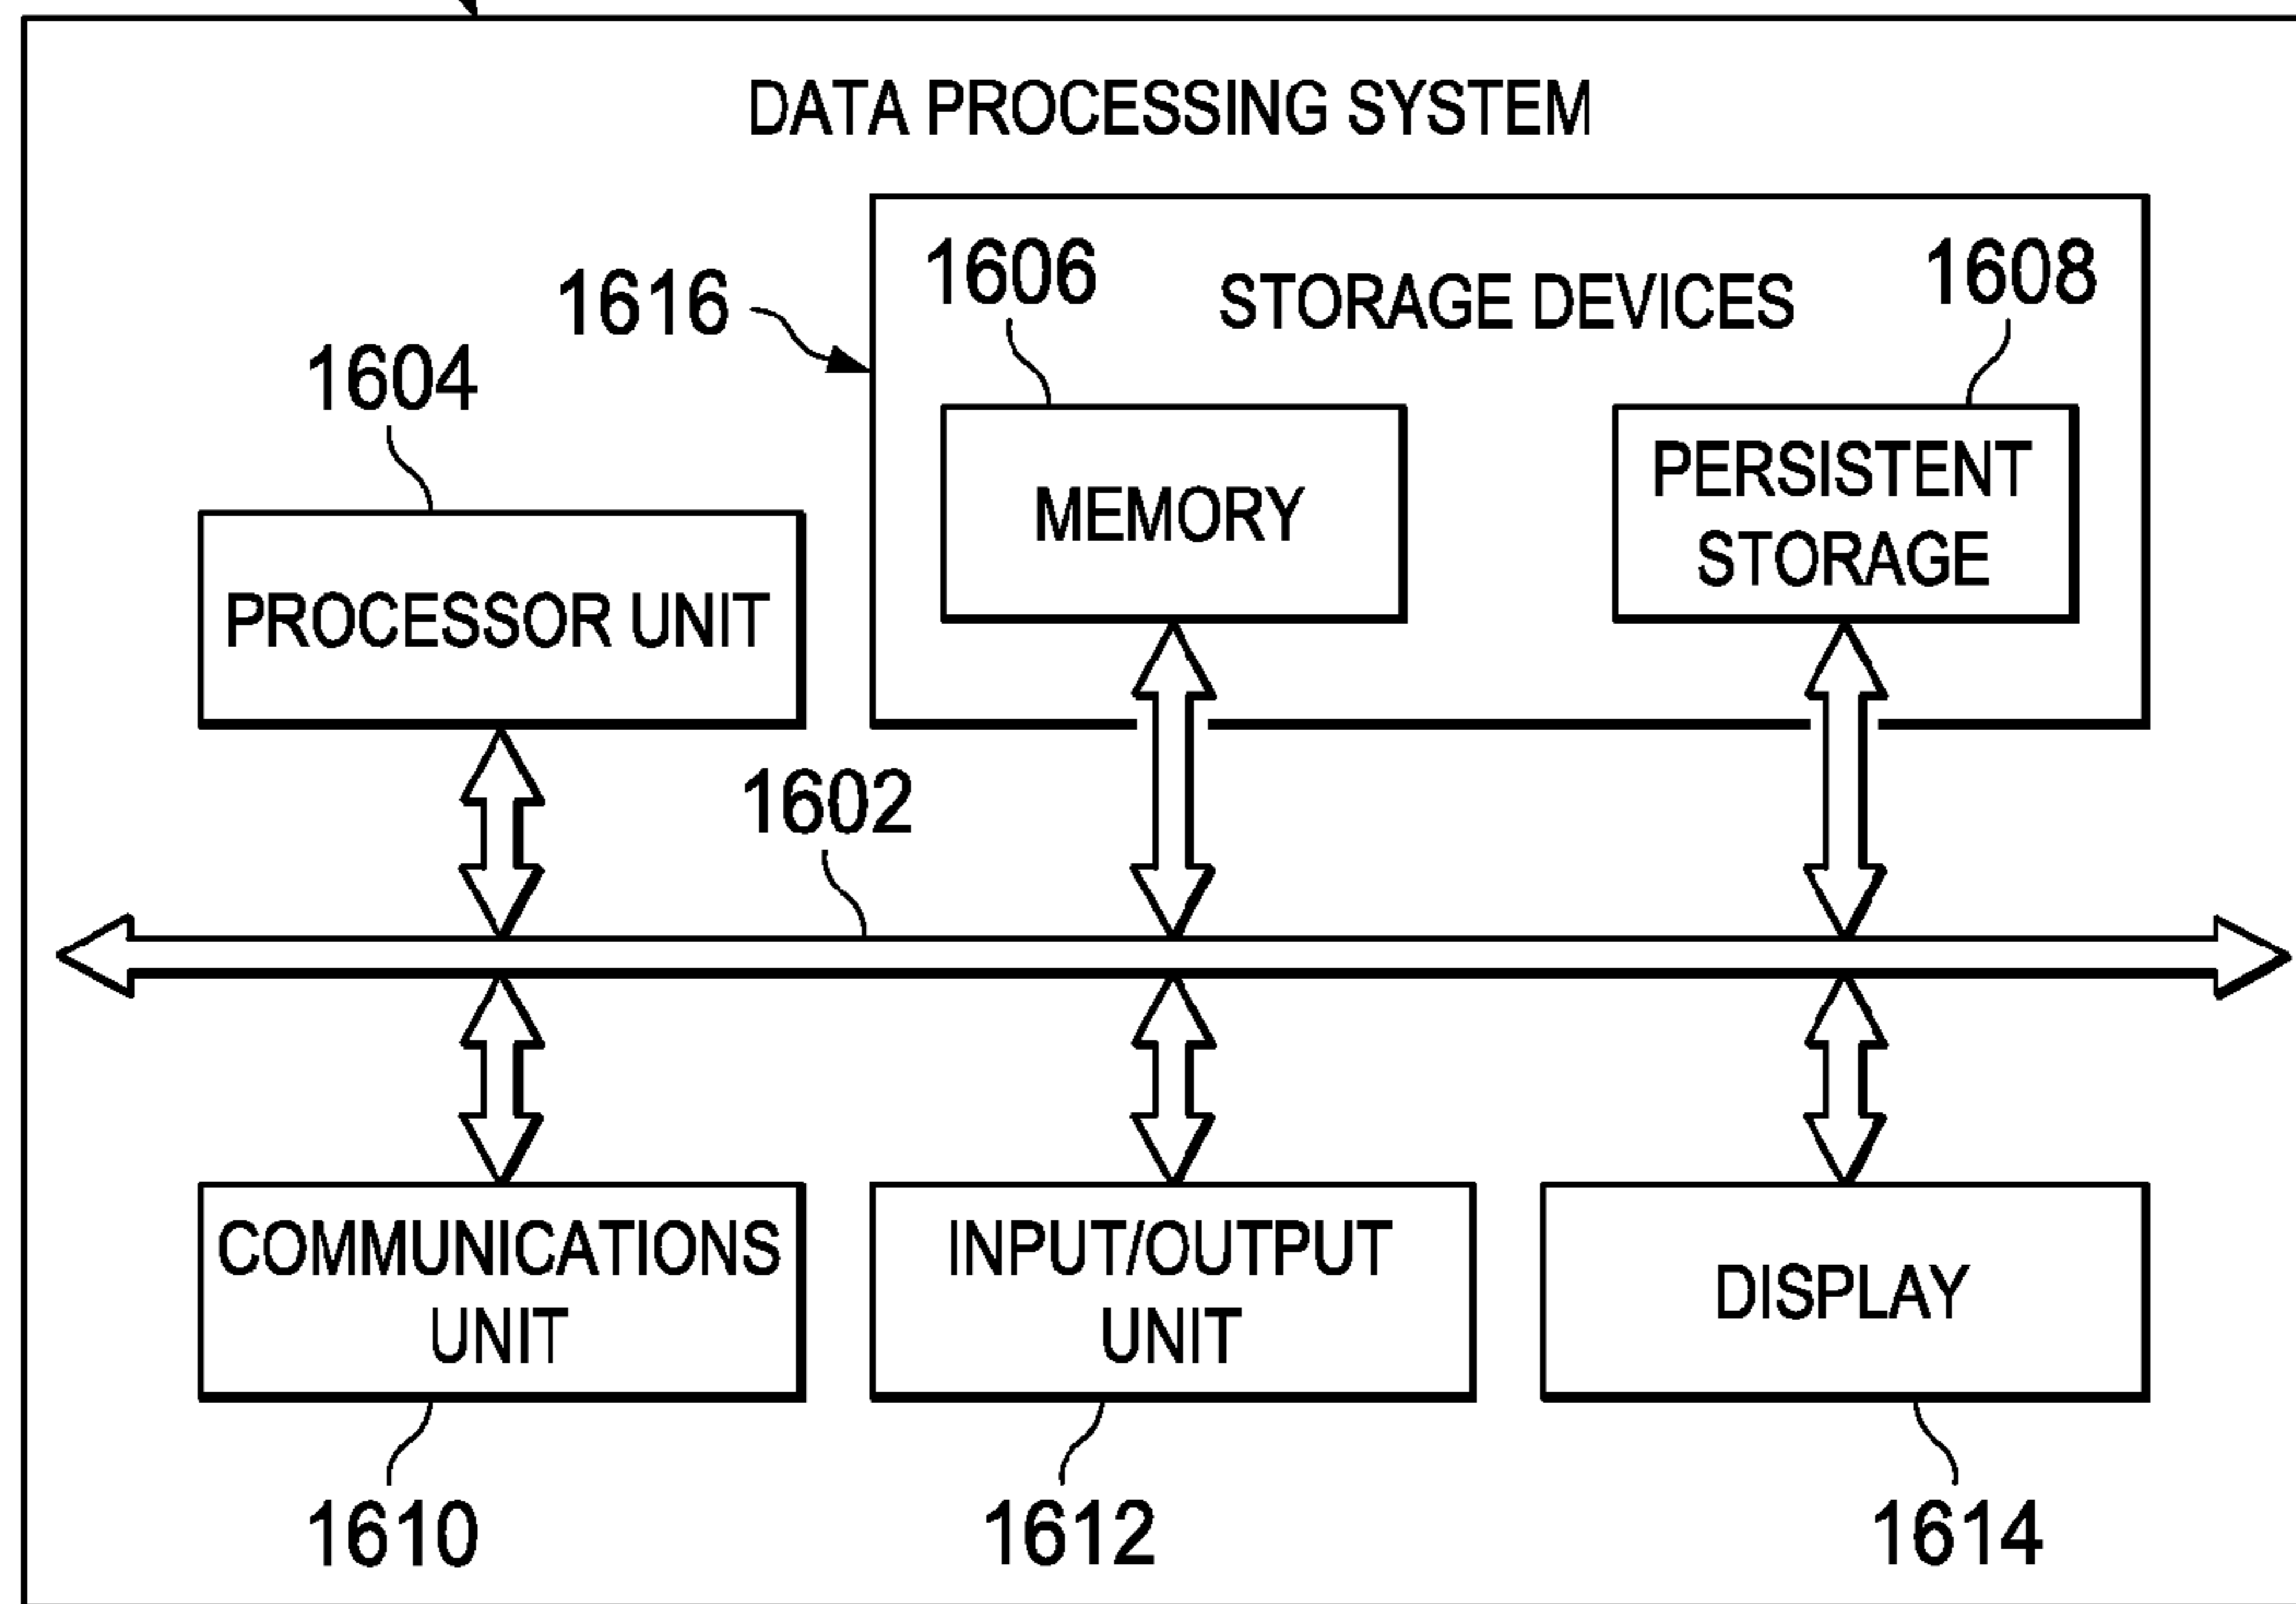 DATA PROCESSING SYSTEM
1616
1606
STORAGE DEVICES
1608
1604
MEMORY
PERSISTENT
STORAGE
PROCESSOR UNIT
1602
COMMUNICATIONS
UNIT
INPUT/OUTPUT
UNIT
DISPLAY
1610
1612
1614